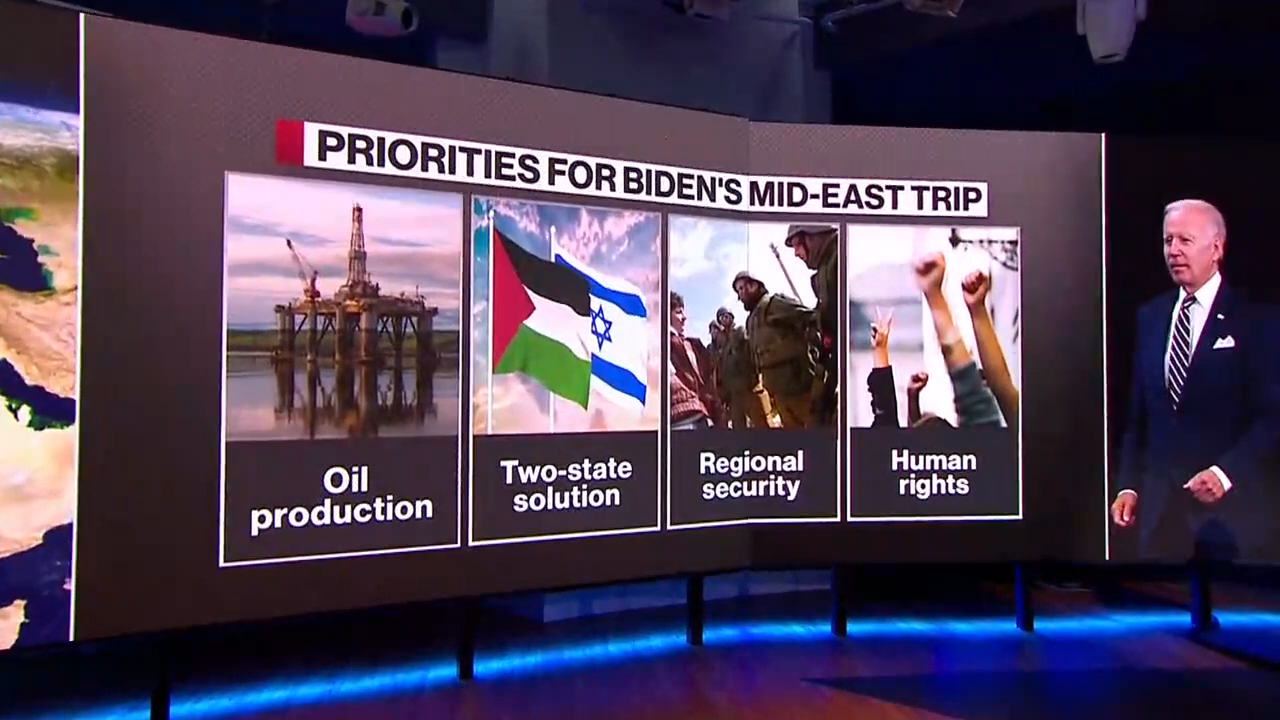 PRIORITIES FOR BIDEN'S MID-EAST TRIP
Oil
production
Two-state
solution
Regional
security
Human
rights